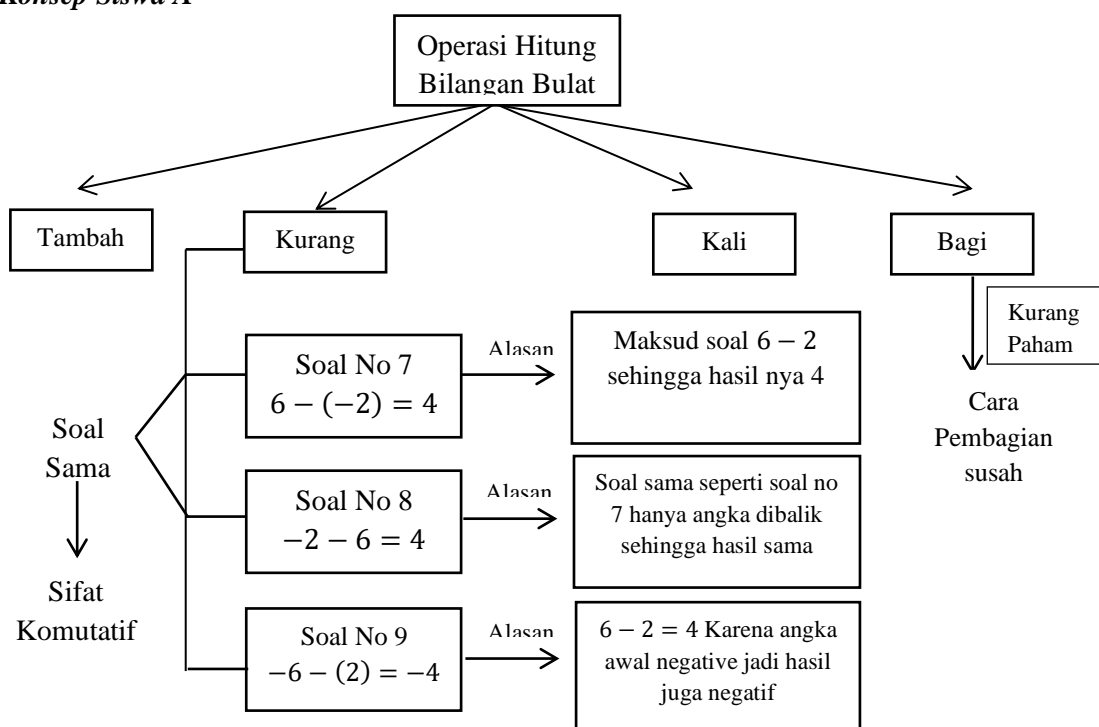 Konsep Siswa A
Operasi Hitung
Bilangan Bulat
Tambah
Kurang
Kali
Bagi
Kurang
Paham
Cara
Pembagian
susah
Soal
Sama
Sifat
Komutatif
Soal No 7
6 − (−2) = 4
Alasan
Maksud soal 6 − 2
sehingga hasil nya 4
Soal No 8
−2 − 6 = 4
Alasan
Soal sama seperti soal no
7 hanya angka dibalik
sehingga hasil sama
Soal No 9
−6 − (2) = −4
Alasan
6 − 2 = 4 Karena angka
awal negative jadi hasil
juga negatif